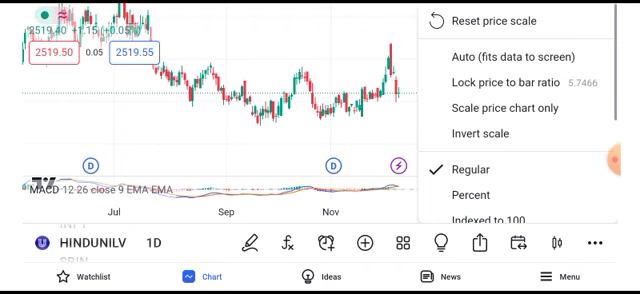 2519.40 +1.15 (+0.05%)
2519.50 0.05 2519.55
D D
MACD 12 26 close 9 EMA EMA
Jul Sep Nov
HINDUNILV 1D
Watchlist Chart Ideas News Menu
Reset price scale
Auto (fits data to screen)
Lock price to bar ratio 5.7466
Scale price chart only
Invert scale
Regular
Percent
Indexed to 100